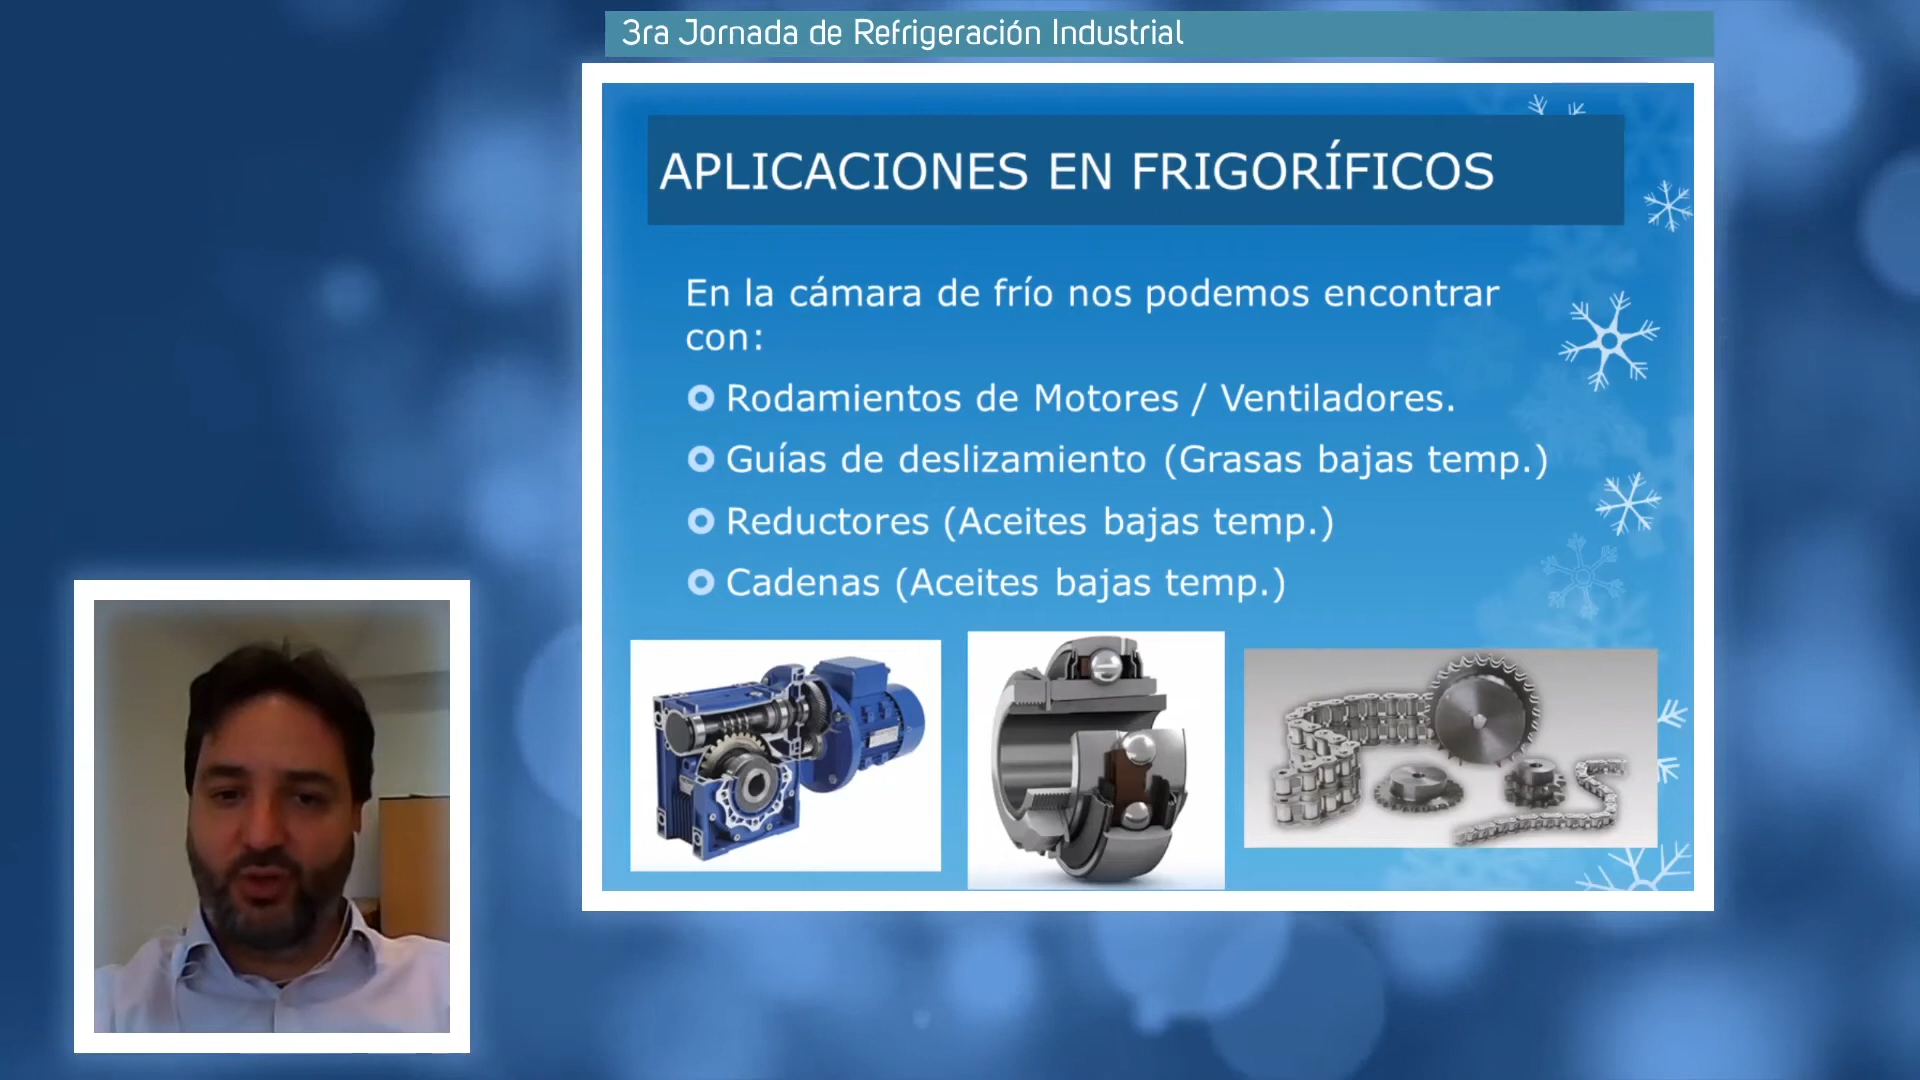 3ra Jornada de Refrigeración Industrial
APLICACIONES EN FRIGORÍFICOS
En la cámara de frío nos podemos encontrar
con:
Rodamientos de Motores / Ventiladores.
Guías de deslizamiento (Grasas bajas temp.)
Reductores (Aceites bajas temp.)
Cadenas (Aceites bajas temp.)